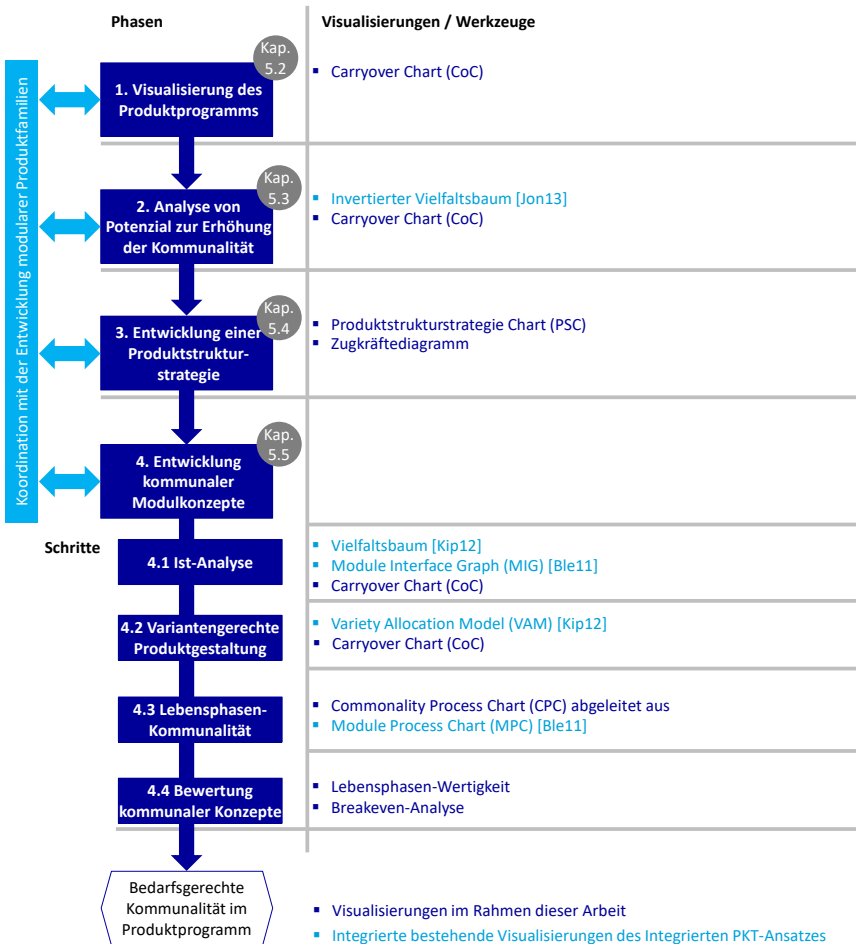 Phasen
Visualisierungen / Werkzeuge
Koordination mit der Entwicklung modularer Produktfamilien
Kap.
5.2
1. Visualisierung des
Produktprogramms
▪ Carryover Chart (CoC)
Kap.
5.3
2. Analyse von
Potenzial zur Erhöhung
der Kommunalität
▪ Invertierter Vielfaltsbaum [Jon13]
▪ Carryover Chart (CoC)
Kap.
5.4
3. Entwicklung einer
Produktstruktur-
strategie
▪ Produktstrukturstrategie Chart (PSC)
▪ Zugkräftediagramm
Kap.
5.5
4. Entwicklung
kommunaler
Modulkonzepte
Schritte
4.1 Ist-Analyse
▪ Vielfaltsbaum [Kip12]
▪ Module Interface Graph (MIG) [Ble11]
▪ Carryover Chart (CoC)
4.2 Variantengerechte
Produktgestaltung
▪ Variety Allocation Model (VAM) [Kip12]
▪ Carryover Chart (CoC)
4.3 Lebensphasen-
Kommunalität
▪ Commonality Process Chart (CPC) abgeleitet aus
▪ Module Process Chart (MPC) [Ble11]
4.4 Bewertung
kommunaler Konzepte
▪ Lebensphasen-Wertigkeit
▪ Breakeven-Analyse
Bedarfsgerechte
Kommunalität im
Produktprogramm
▪ Visualisierungen im Rahmen dieser Arbeit
▪ Integrierte bestehende Visualisierungen des Integrierten PKT-Ansatzes